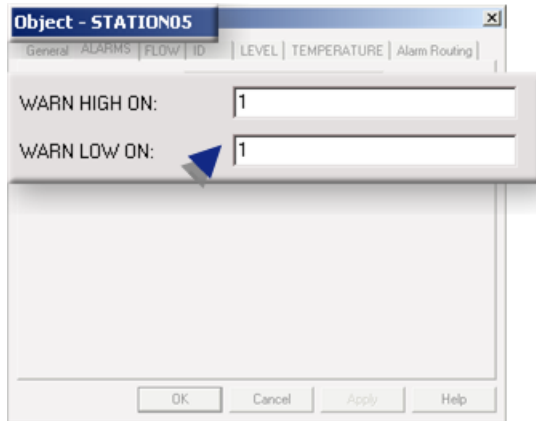 Object - STATION05
General ALARMS FLOW ID LEVEL TEMPERATURE Alarm Routing
WARN HIGH ON: 1
WARN LOW ON: 1
OK Cancel Apply Help